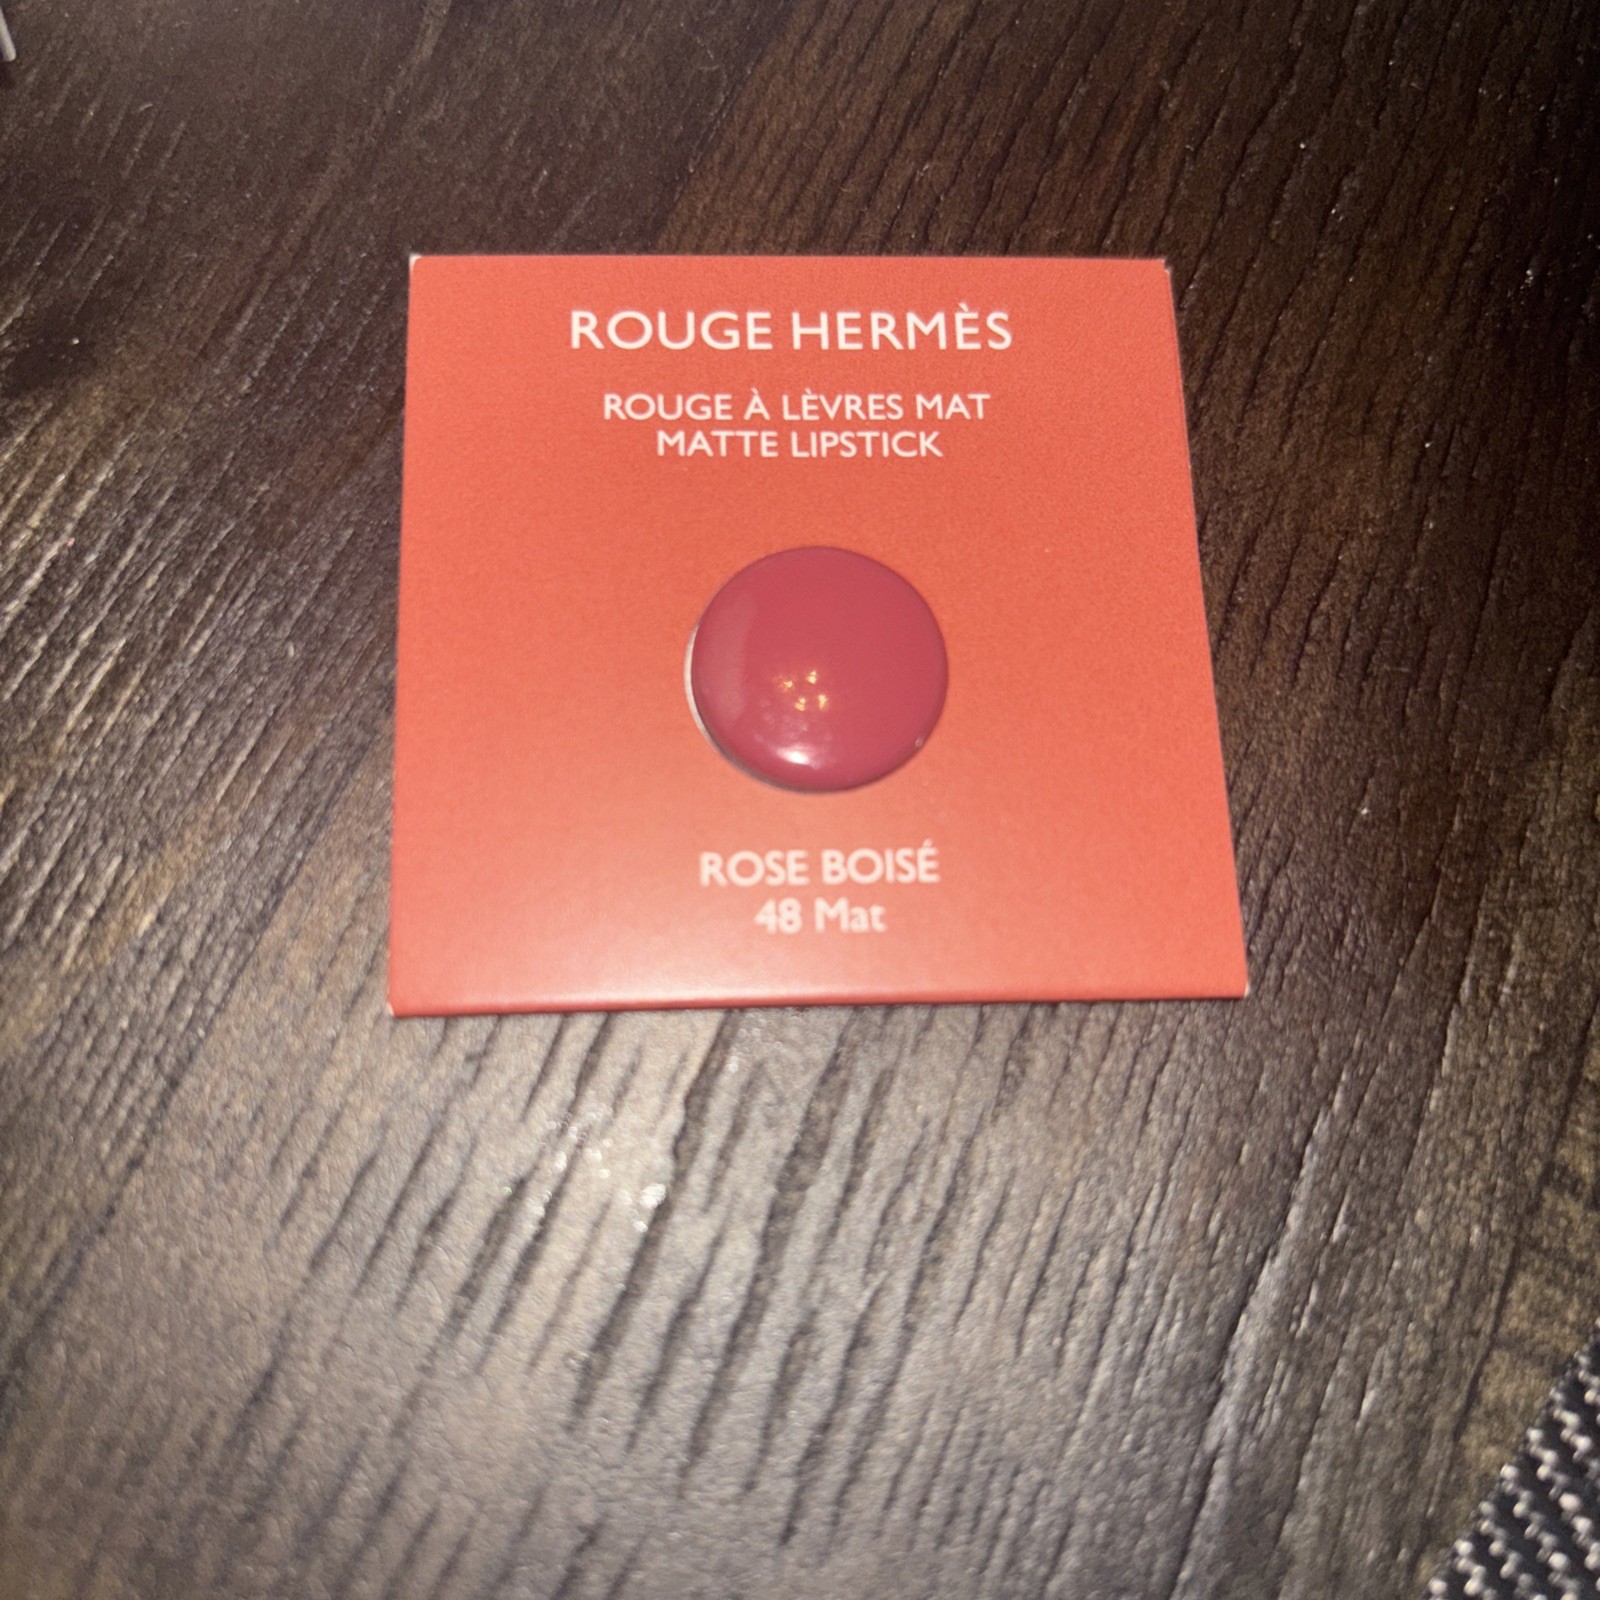 ROUGE HERMÈS
ROUGE À LÈVRES MAT
MATTE LIPSTICK
ROSE BOISÉ
48 Mat